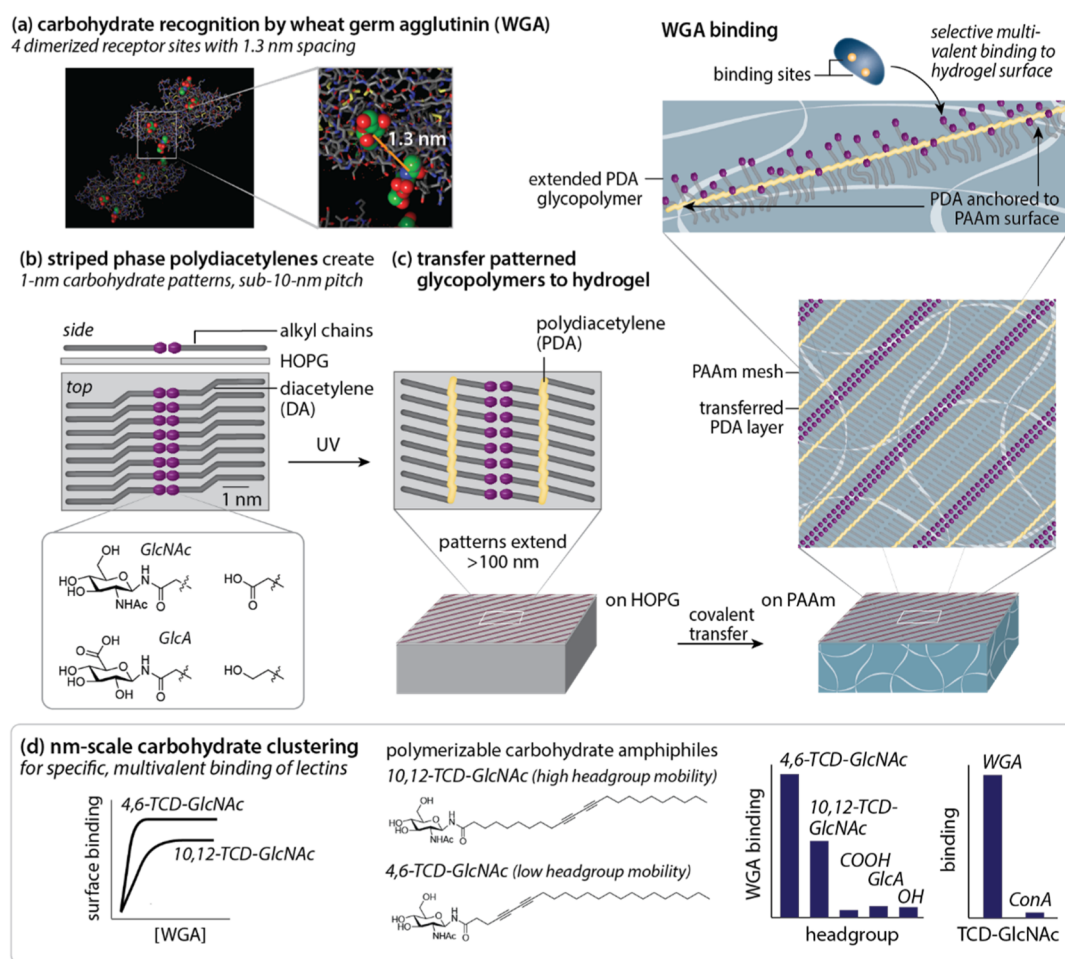 (a) carbohydrate recognition by wheat germ agglutinin (WGA)
4 dimerized receptor sites with 1.3 nm spacing
1.3 nm
WGA binding
binding sites
selective multi-
valent binding to
hydrogel surface
extended PDA
glycopolymer
PDA anchored to
PAAm surface
(b) striped phase polydiacetylenes create
1-nm carbohydrate patterns, sub-10-nm pitch
side
alkyl chains
HOPG
top
diacetylene
(DA)
1 nm
UV
(c) transfer patterned
glycopolymers to hydrogel
polydiacetylene
(PDA)
PAAm mesh
transferred
PDA layer
patterns extend
>100 nm
on HOPG
covalent
transfer
on PAAm
GlcNAc
OH
HO
HO
O
H
N
NHAc
O
HO
O
GlcA
OH
O
HO
HO
O
OH
H
N
O
HO
(d) nm-scale carbohydrate clustering
for specific, multivalent binding of lectins
surface binding
4,6-TCD-GlcNAc
10,12-TCD-GlcNAc
[WGA]
polymerizable carbohydrate amphiphiles
10,12-TCD-GlcNAc (high headgroup mobility)
OH
HO
HO
O
H
N
NHAc
O
4,6-TCD-GlcNAc (low headgroup mobility)
OH
HO
HO
O
H
N
NHAc
O
WGA binding
4,6-TCD-GlcNAc
10,12-TCD-
GlcNAc
COOH
GlcA
OH
headgroup
binding
WGA
ConA
TCD-GlcNAc